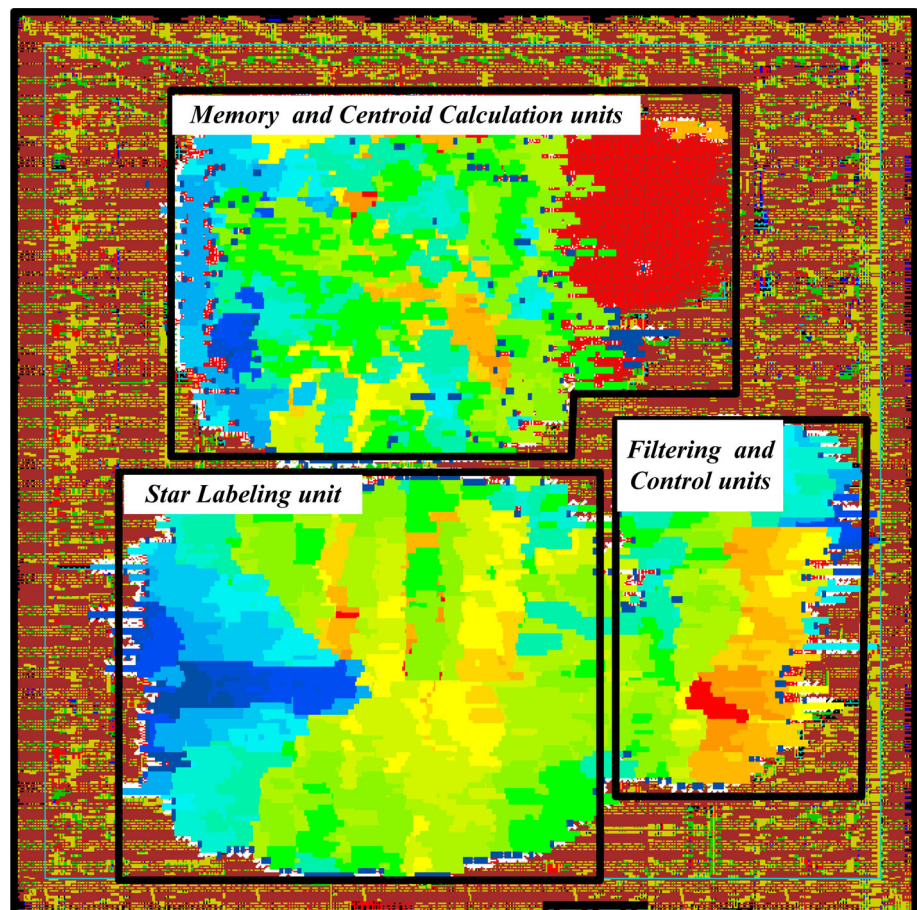 Memory and Centroid Calculation units
Star Labeling unit
Filtering and
Control units